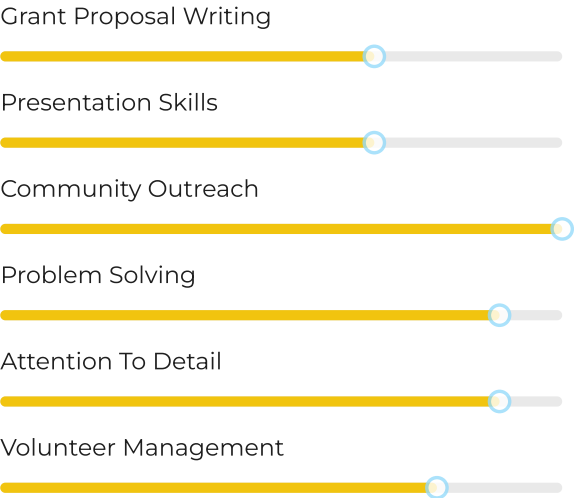 Grant Proposal Writing
Presentation Skills
Community Outreach
Problem Solving
Attention To Detail
Volunteer Management